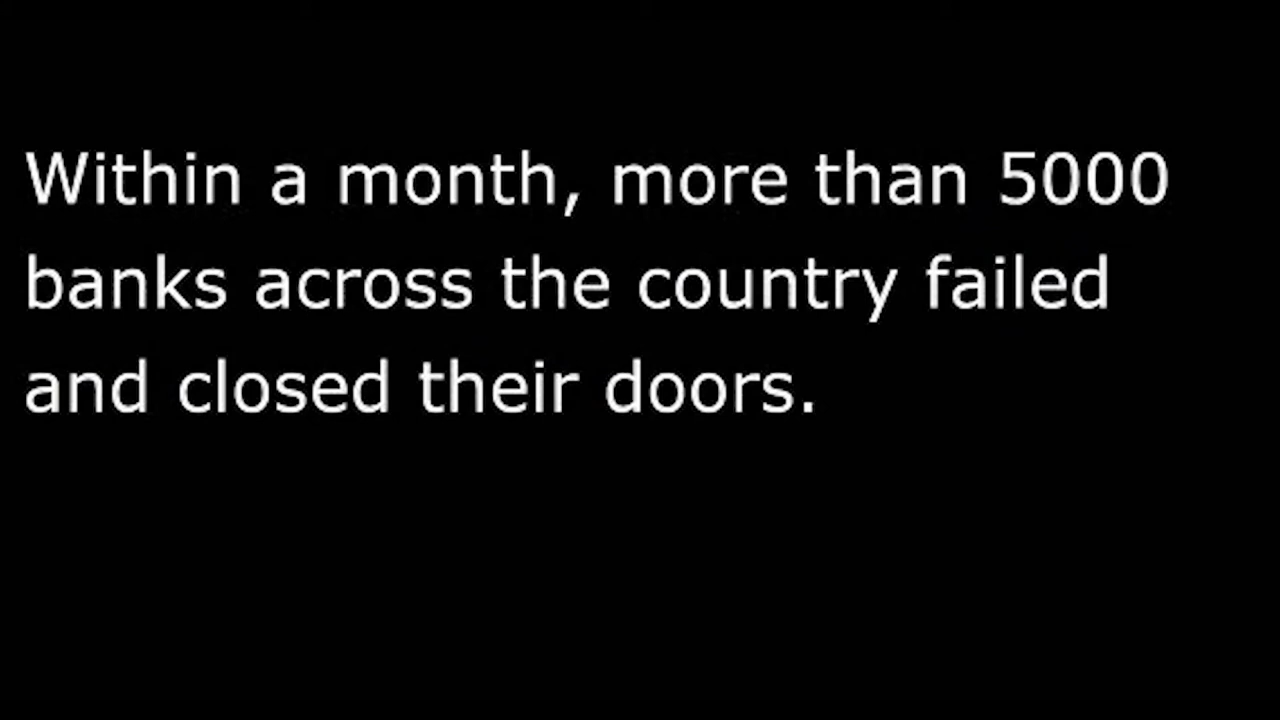 Within a month, more than 5000
banks across the country failed
and closed their doors.